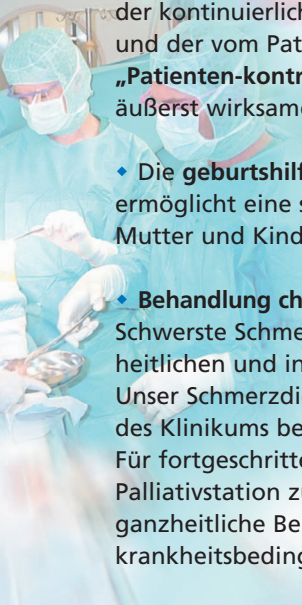 der kontinuierlich
und der vom Pat
„Patienten-kontr
äußerst wirksame
• Die geburtshilf
ermöglicht eine s
Mutter und Kind
• Behandlung ch
Schwerste Schme
heitlichen und in
Unser Schmerzdi
des Klinikums be
Für fortgeschritte
Palliativstation zu
ganzheitliche Be
krankheitsbeding